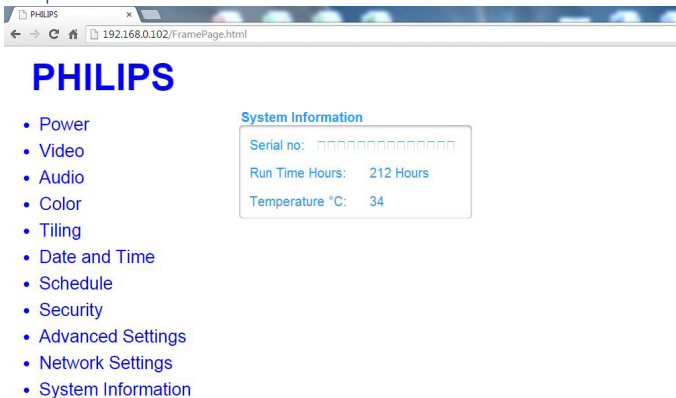 PHILIPS
192.168.0.102/FramePage.html
PHILIPS
• Power
• Video
• Audio
• Color
• Tiling
• Date and Time
• Schedule
• Security
• Advanced Settings
• Network Settings
• System Information
System Information
Serial no:
Run Time Hours: 212 Hours
Temperature °C: 34